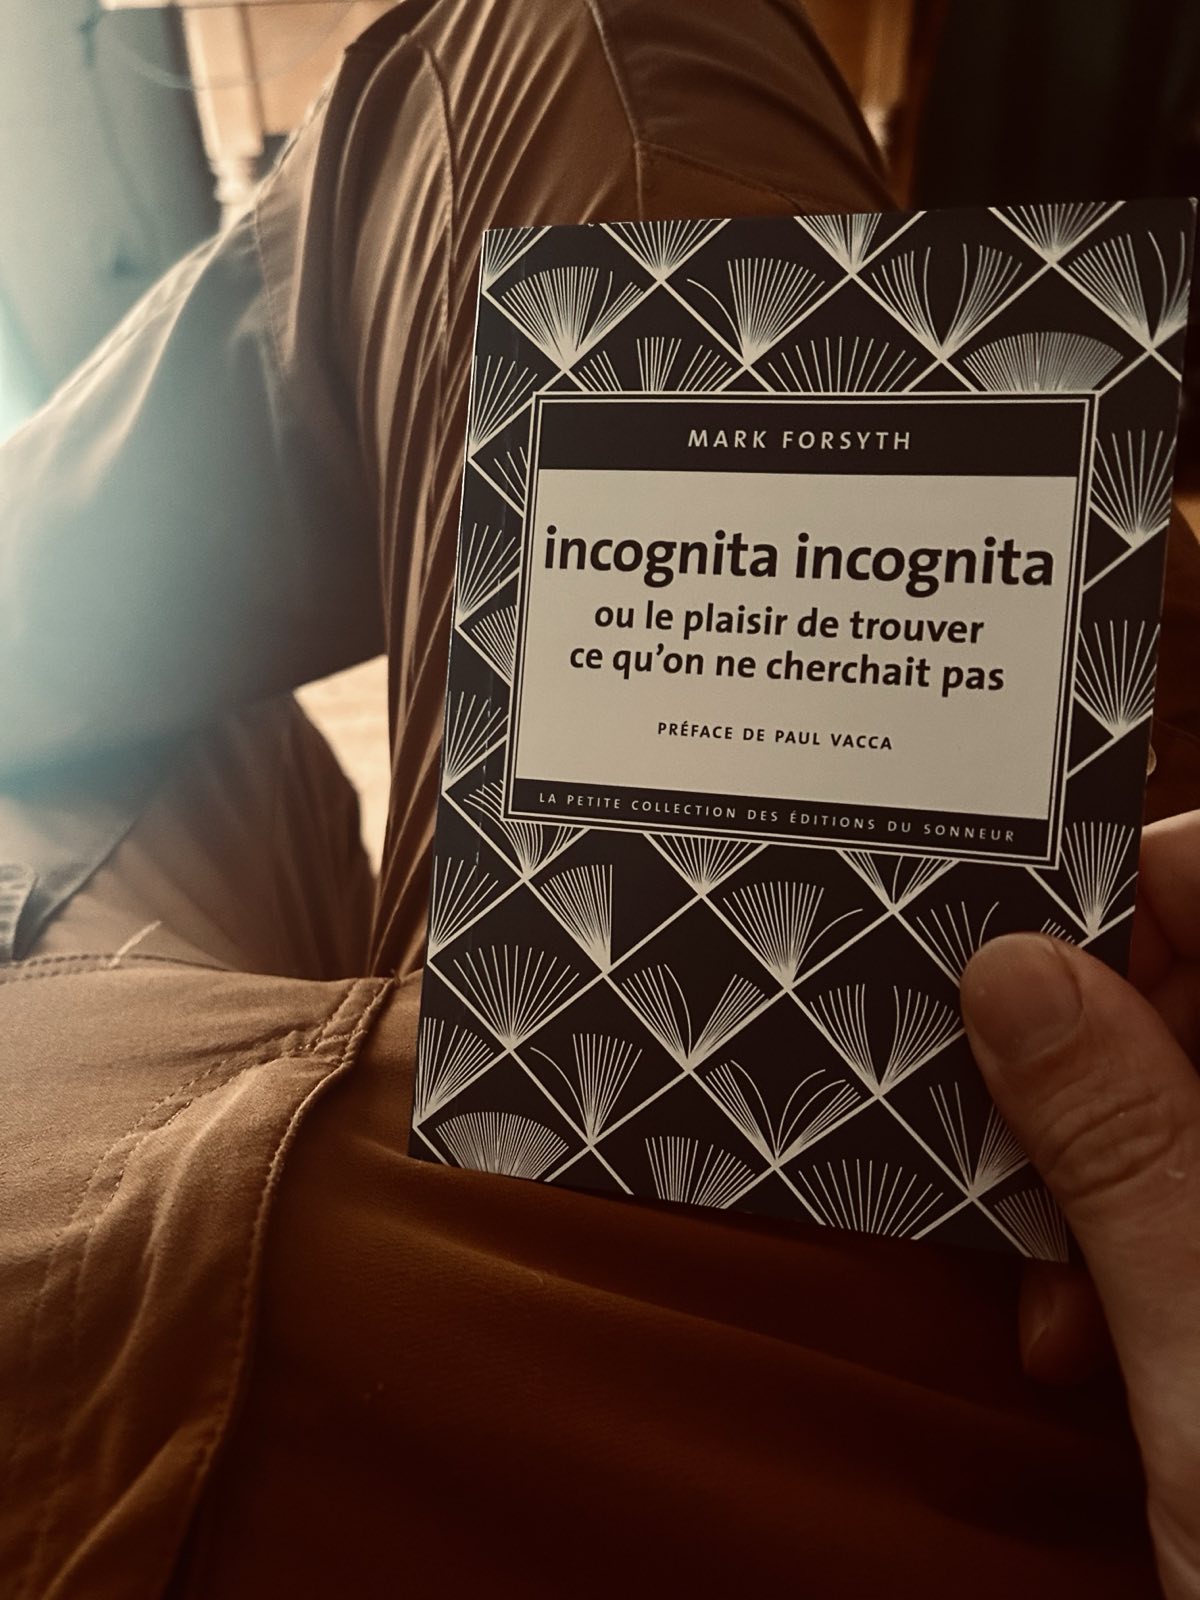 MARK FORSYTH
incognita incognita
ou le plaisir de trouver
ce qu'on ne cherchait pas
PRÉFACE DE PAUL VACCA
LA PETITE COLLECTION DES ÉDITIONS DU SONNEUR